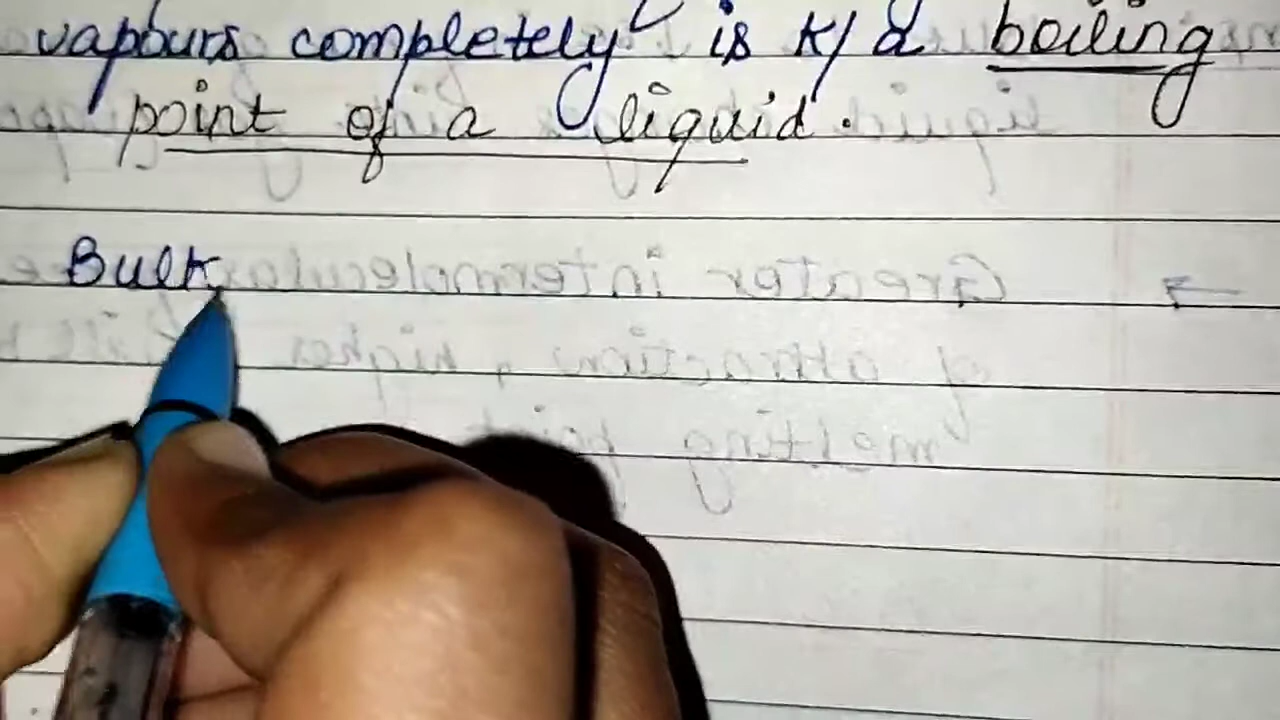 vapours completely is k/d boiling
point of a liquid.
Bulk